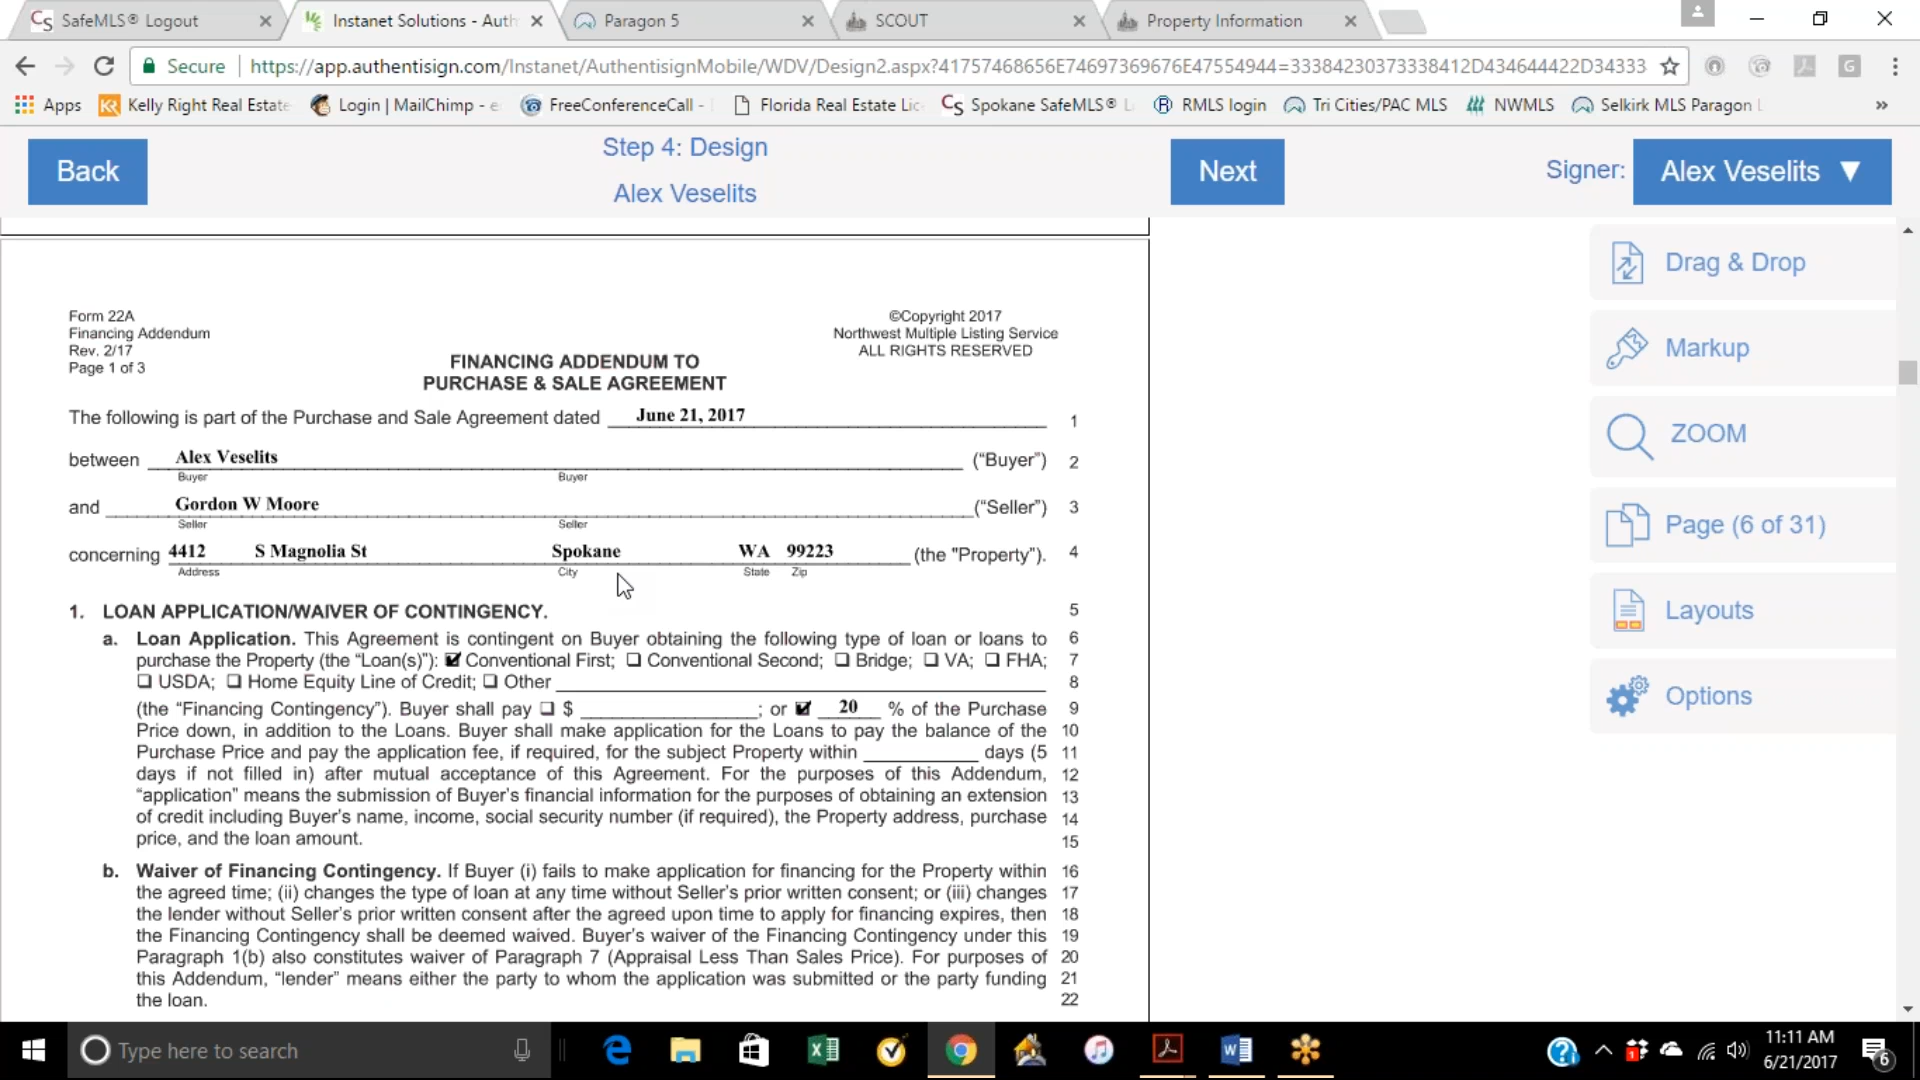 SafeMLS® Logout
Instanet Solutions - Auth
Paragon 5
SCOUT
Property Information
Secure https://app.authentisign.com/Instanet/AuthentisignMobile/WDV/Design2.aspx?41757468656E74697369676E47554944=33384230373338412D434644422D34333
Apps Kelly Right Real Estate Login | MailChimp - e FreeConferenceCall - Florida Real Estate Lic Spokane SafeMLS® L RMLS login Tri Cities/PAC MLS NWMLS Selkirk MLS Paragon »
Back
Step 4: Design
Alex Veselits
Next
Signer: Alex Veselits ▼
Drag & Drop
Markup
ZOOM
Page (6 of 31)
Layouts
Options
Form 22A
Financing Addendum
Rev. 2/17
Page 1 of 3
©Copyright 2017
Northwest Multiple Listing Service
ALL RIGHTS RESERVED
FINANCING ADDENDUM TO
PURCHASE & SALE AGREEMENT
The following is part of the Purchase and Sale Agreement dated June 21, 2017 1
between Alex Veselits (“Buyer”) 2
Buyer Buyer
and Gordon W Moore (“Seller”) 3
Seller Seller
concerning 4412 S Magnolia St Spokane WA 99223 (the "Property"). 4
Address City State Zip
1. LOAN APPLICATION/WAIVER OF CONTINGENCY. 5
a. Loan Application. This Agreement is contingent on Buyer obtaining the following type of loan or loans to 6
purchase the Property (the “Loan(s)”): ☑ Conventional First; ☐ Conventional Second; ☐ Bridge; ☐ VA; ☐ FHA; 7
☐ USDA; ☐ Home Equity Line of Credit; ☐ Other 8
(the “Financing Contingency”). Buyer shall pay ☐ $ ; or ☑ 20 % of the Purchase 9
Price down, in addition to the Loans. Buyer shall make application for the Loans to pay the balance of the 10
Purchase Price and pay the application fee, if required, for the subject Property within days (5 11
days if not filled in) after mutual acceptance of this Agreement. For the purposes of this Addendum, 12
“application” means the submission of Buyer’s financial information for the purposes of obtaining an extension 13
of credit including Buyer’s name, income, social security number (if required), the Property address, purchase 14
price, and the loan amount. 15
b. Waiver of Financing Contingency. If Buyer (i) fails to make application for financing for the Property within 16
the agreed time; (ii) changes the type of loan at any time without Seller’s prior written consent; or (iii) changes 17
the lender without Seller’s prior written consent after the agreed upon time to apply for financing expires, then 18
the Financing Contingency shall be deemed waived. Buyer’s waiver of the Financing Contingency under this 19
Paragraph 1(b) also constitutes waiver of Paragraph 7 (Appraisal Less Than Sales Price). For purposes of 20
this Addendum, “lender” means either the party to whom the application was submitted or the party funding 21
the loan. 22
Type here to search
11:11 AM
6/21/2017
6